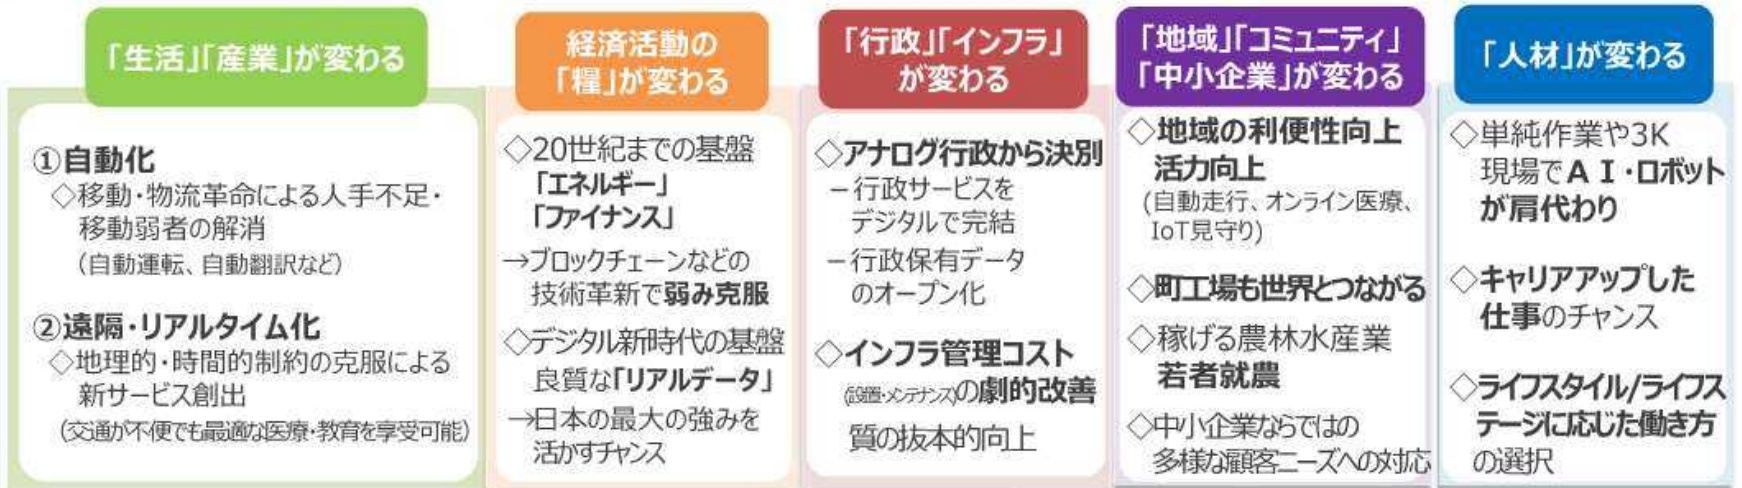 「生活」「産業」が変わる
①自動化
◇移動・物流革命による人手不足・
移動弱者の解消
（自動運転、自動翻訳など）
②遠隔・リアルタイム化
◇地理的・時間的制約の克服による
新サービス創出
（交通が不便でも最適な医療・教育を享受可能）
経済活動の
「糧」が変わる
◇20世紀までの基盤
「エネルギー」
「ファイナンス」
→ブロックチェーンなどの
技術革新で弱み克服
◇デジタル新時代の基盤
良質な「リアルデータ」
→日本の最大の強みを
活かすチャンス
「行政」「インフラ」
が変わる
◇アナログ行政から決別
－行政サービスを
デジタルで完結
－行政保有データ
のオープン化
◇インフラ管理コスト
(設置・メンテナンス)の劇的改善
質の抜本的向上
「地域」「コミュニティ」
「中小企業」が変わる
◇地域の利便性向上
活力向上
(自動走行、オンライン医療、
IoT見守り)
◇町工場も世界とつながる
◇稼げる農林水産業
若者就農
◇中小企業ならではの
多様な顧客ニーズへの対応
「人材」が変わる
◇単純作業や3K
現場でＡＩ・ロボット
が肩代わり
◇キャリアアップした
仕事のチャンス
◇ライフスタイル/ライフス
テージに応じた働き方
の選択